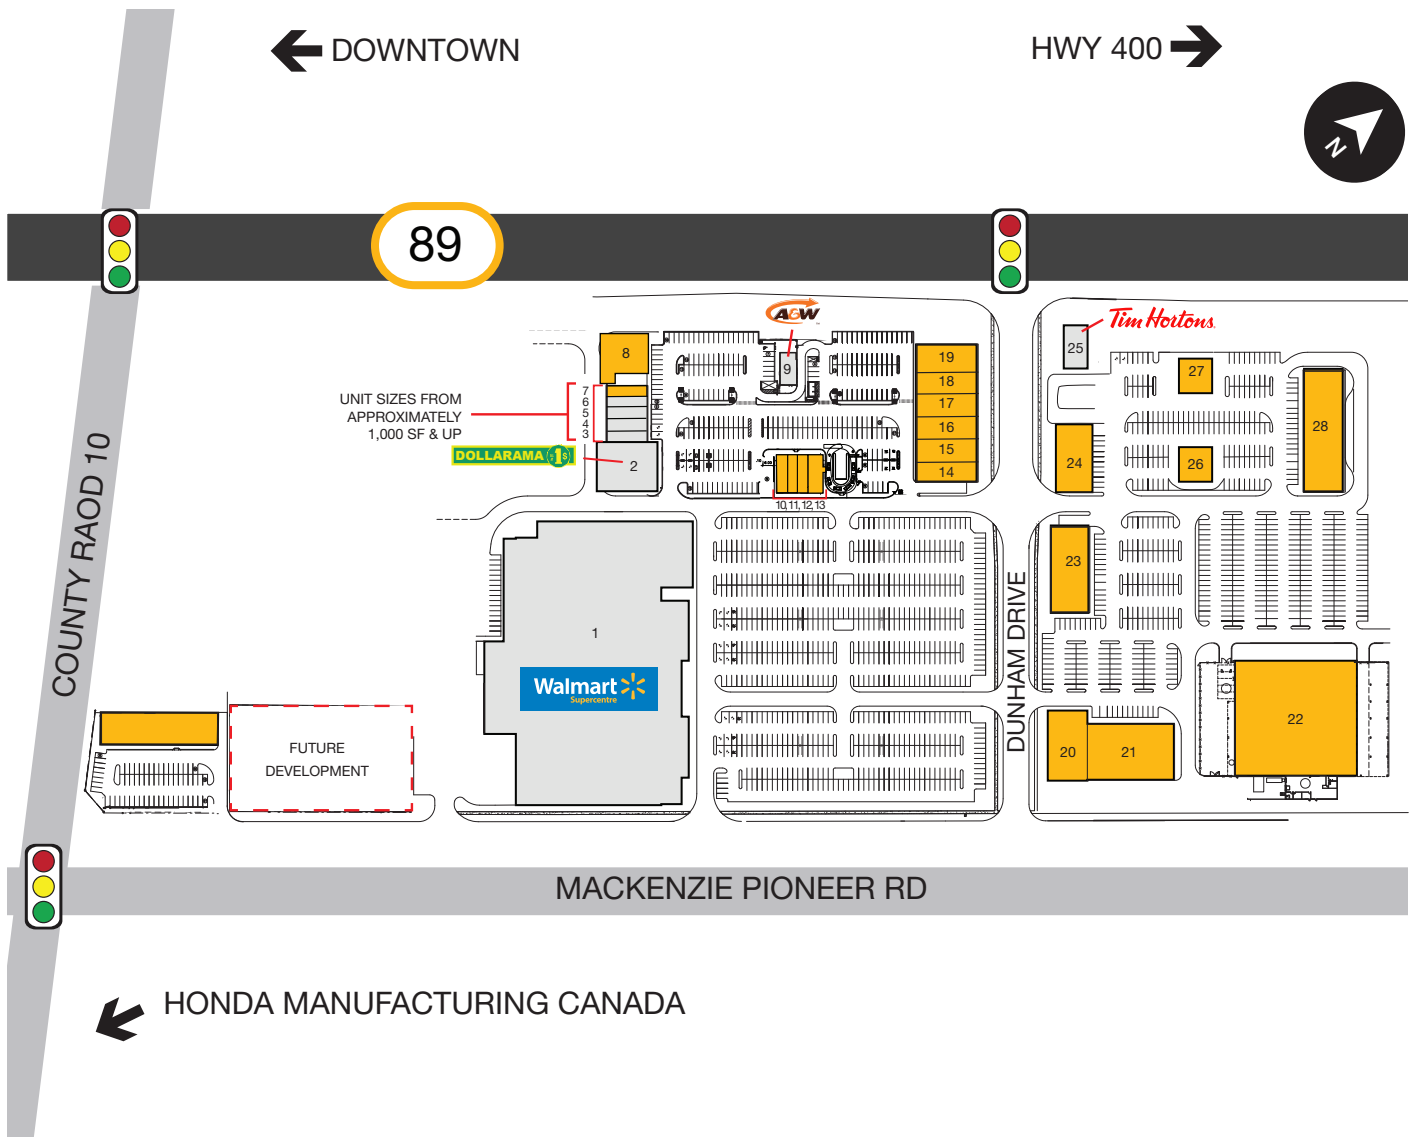 DOWNTOWN
HWY 400
N
89
A&W
Tim Hortons
8
9
19
25
27
18
17
28
UNIT SIZES FROM
APPROXIMATELY
1,000 SF & UP
7
6
5
4
3
16
15
14
24
26
DOLLARAMA $1
2
10, 11, 12, 13
COUNTY RAOD 10
23
1
DUNHAM DRIVE
Walmart
Supercentre
FUTURE
DEVELOPMENT
20
21
22
MACKENZIE PIONEER RD
HONDA MANUFACTURING CANADA